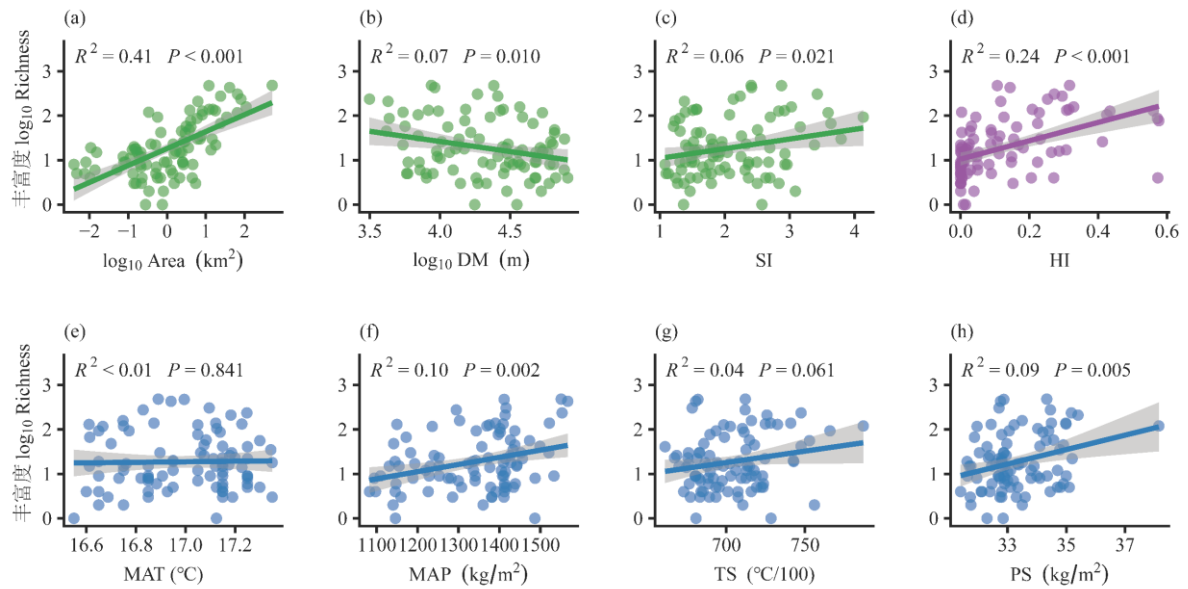 (a) (b) (c) (d)
R² = 0.41 P < 0.001 R² = 0.07 P = 0.010 R² = 0.06 P = 0.021 R² = 0.24 P < 0.001
丰富度 log₁₀ Richness
3 3 3 3
2 2 2 2
1 1 1 1
0 0 0 0
−2 −1 0 1 2 3.5 4.0 4.5 1 2 3 4 0.0 0.2 0.4 0.6
log₁₀ Area (km²) log₁₀ DM (m) SI HI
(e) (f) (g) (h)
R² < 0.01 P = 0.841 R² = 0.10 P = 0.002 R² = 0.04 P = 0.061 R² = 0.09 P = 0.005
丰富度 log₁₀ Richness
3 3 3 3
2 2 2 2
1 1 1 1
0 0 0 0
16.6 16.8 17.0 17.2 1100 1200 1300 1400 1500 700 750 33 35 37
MAT (℃) MAP (kg/m²) TS (℃/100) PS (kg/m²)